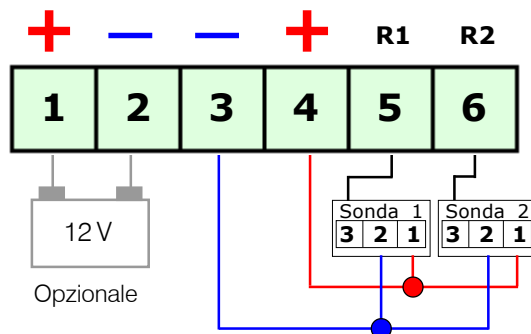 + — — + R1 R2
1 2 3 4 5 6
Sonda 1 Sonda 2
3 2 1 3 2 1
12 V
Opzionale